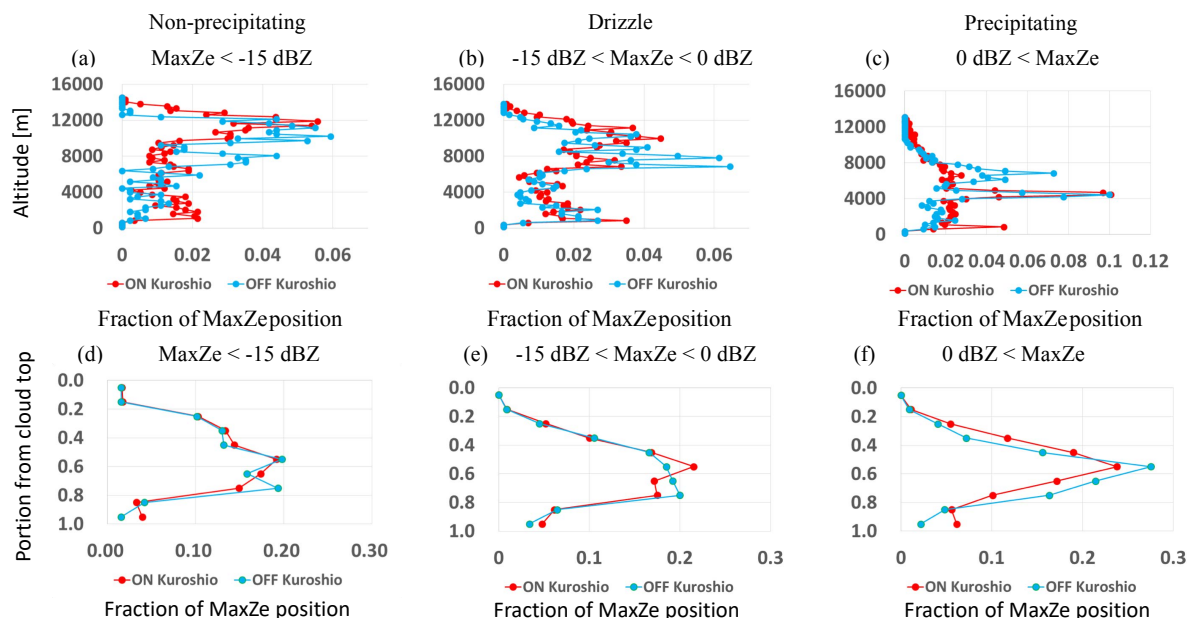 Non-precipitating Drizzle Precipitating
(a) MaxZe < -15 dBZ (b) -15 dBZ < MaxZe < 0 dBZ (c) 0 dBZ < MaxZe
Altitude [m]
16000
12000
8000
4000
0
0 0.02 0.04 0.06
ON Kuroshio OFF Kuroshio
Fraction of MaxZe position
16000
12000
8000
4000
0
0 0.02 0.04 0.06
ON Kuroshio OFF Kuroshio
Fraction of MaxZe position
16000
12000
8000
4000
0
0 0.02 0.04 0.06 0.08 0.1 0.12
ON Kuroshio OFF Kuroshio
Fraction of MaxZe position
(d) MaxZe < -15 dBZ (e) -15 dBZ < MaxZe < 0 dBZ (f) 0 dBZ < MaxZe
Portion from cloud top
0.0
0.2
0.4
0.6
0.8
1.0
0.00 0.10 0.20 0.30
ON Kuroshio OFF Kuroshio
Fraction of MaxZe position
0.0
0.2
0.4
0.6
0.8
1.0
0 0.1 0.2 0.3
ON Kuroshio OFF Kuroshio
Fraction of MaxZe position
0.0
0.2
0.4
0.6
0.8
1.0
0 0.1 0.2 0.3
ON Kuroshio OFF Kuroshio
Fraction of MaxZe position